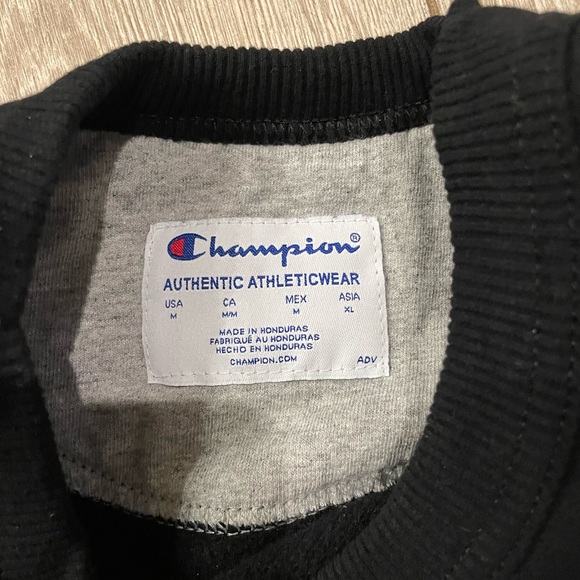 Champion®
AUTHENTIC ATHLETICWEAR
USA CA MEX ASIA
M M/M M XL
MADE IN HONDURAS
FABRIQUÉ AU HONDURAS
HECHO EN HONDURAS
CHAMPION.COM ADV